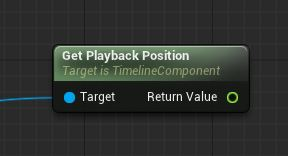 Get Playback Position
Target is TimelineComponent
Target Return Value